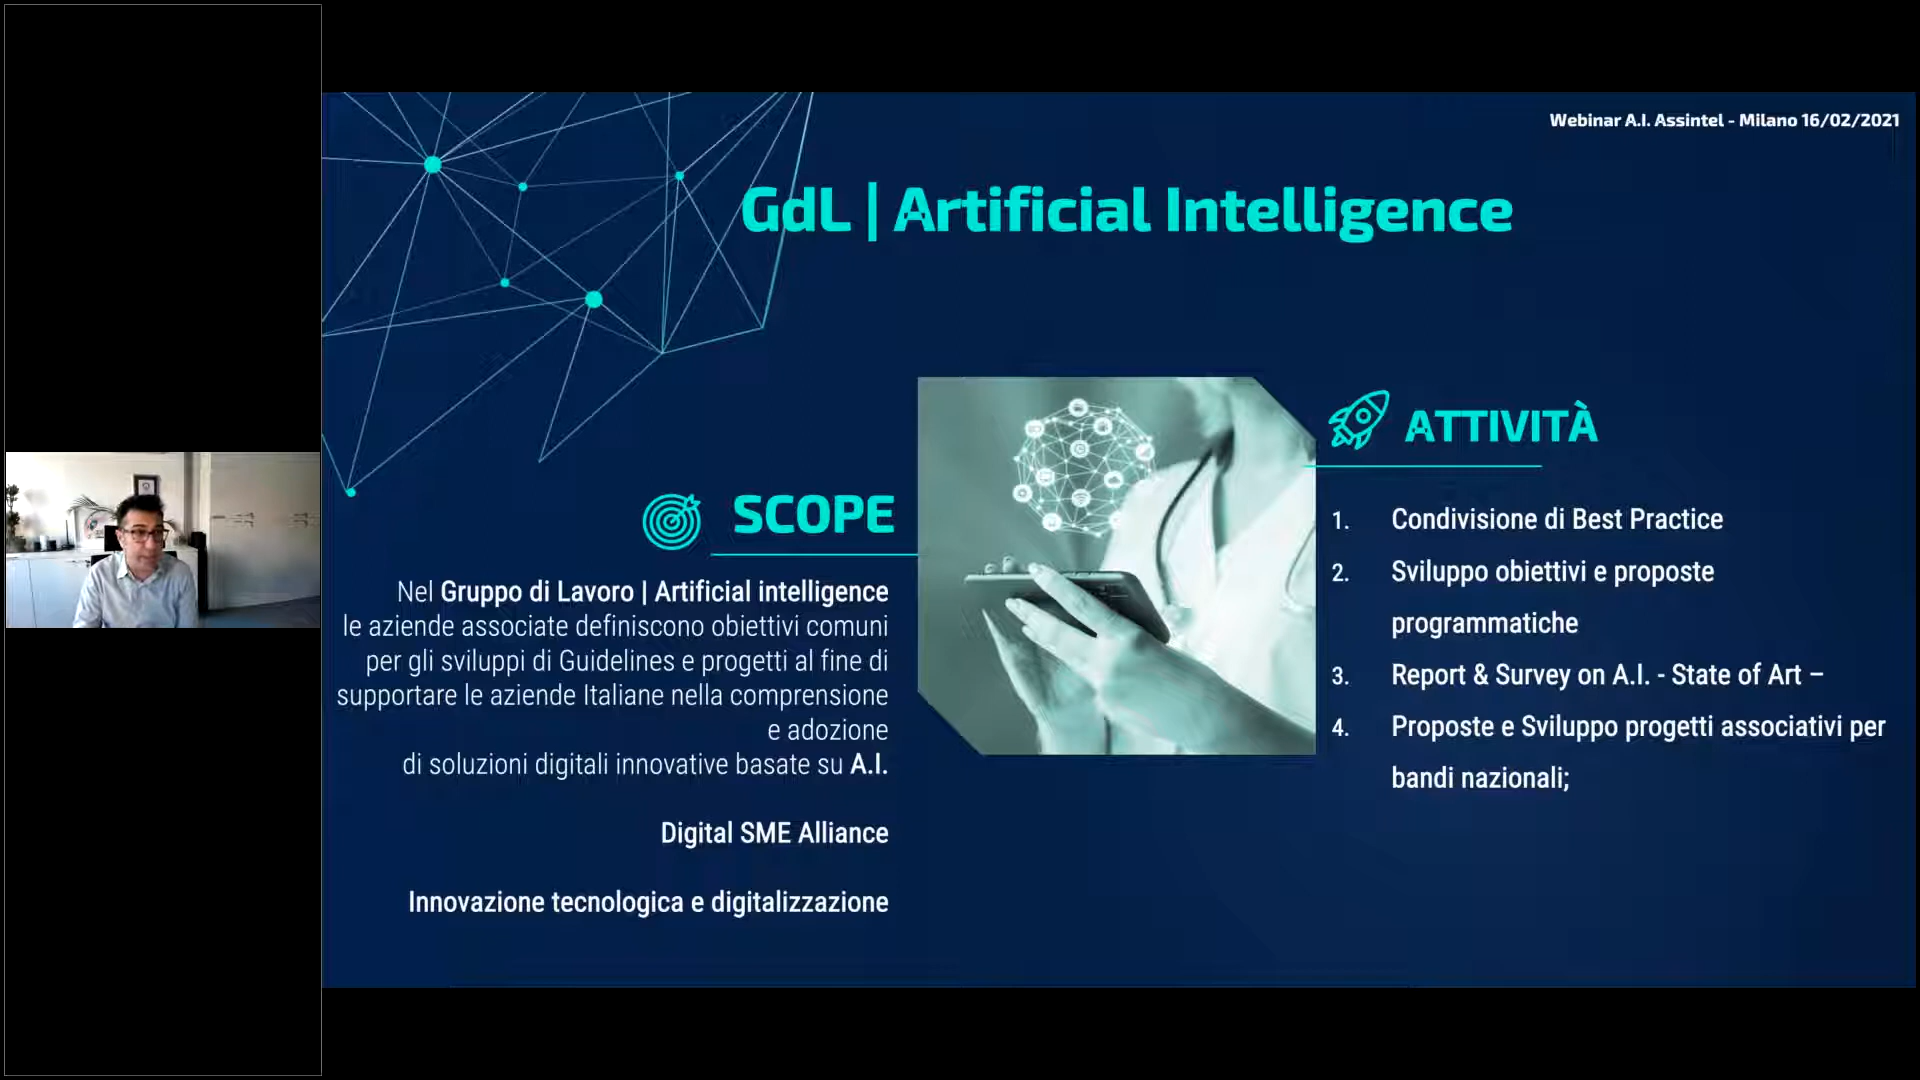 Webinar A.I. Assintel - Milano 16/02/2021
GdL | Artificial Intelligence
SCOPE
Nel Gruppo di Lavoro | Artificial intelligence
le aziende associate definiscono obiettivi comuni
per gli sviluppi di Guidelines e progetti al fine di
supportare le aziende Italiane nella comprensione
e adozione
di soluzioni digitali innovative basate su A.I.
Digital SME Alliance
Innovazione tecnologica e digitalizzazione
ATTIVITÀ
1. Condivisione di Best Practice
2. Sviluppo obiettivi e proposte
programmatiche
3. Report & Survey on A.I. - State of Art –
4. Proposte e Sviluppo progetti associativi per
bandi nazionali;